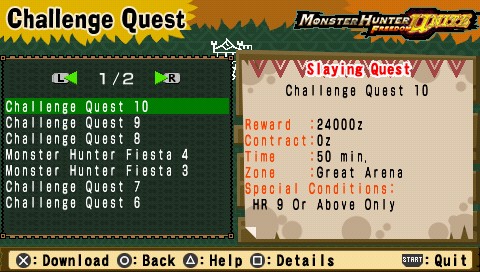 Challenge Quest
MONSTER HUNTER
FREEDOM UNITE
L 1/2 R
Challenge Quest 10
Challenge Quest 9
Challenge Quest 8
Monster Hunter Fiesta 4
Monster Hunter Fiesta 3
Challenge Quest 7
Challenge Quest 6
Slaying Quest
Challenge Quest 10
Reward :24000z
Contract:0z
Time :50 min.
Zone :Great Arena
Special Conditions:
HR 9 Or Above Only
X: Download O: Back △: Help □: Details START: Quit